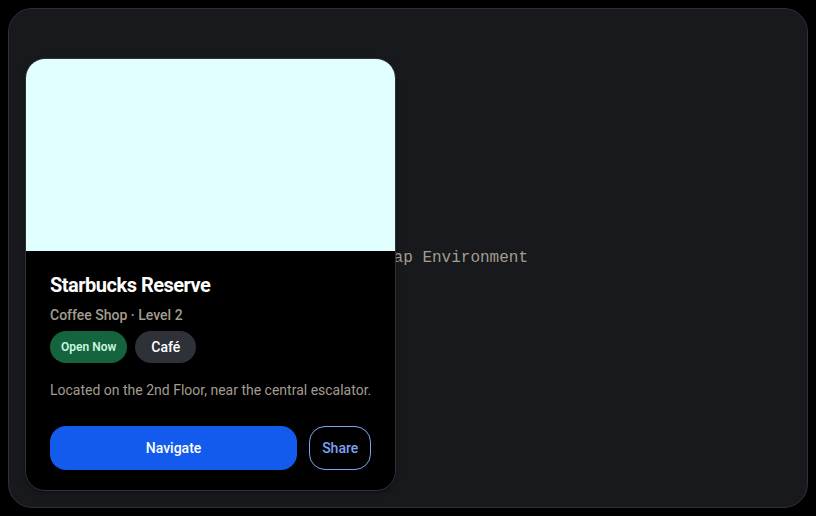 ap Environment
Starbucks Reserve
Coffee Shop · Level 2
Open Now
Café
Located on the 2nd Floor, near the central escalator.
Navigate
Share